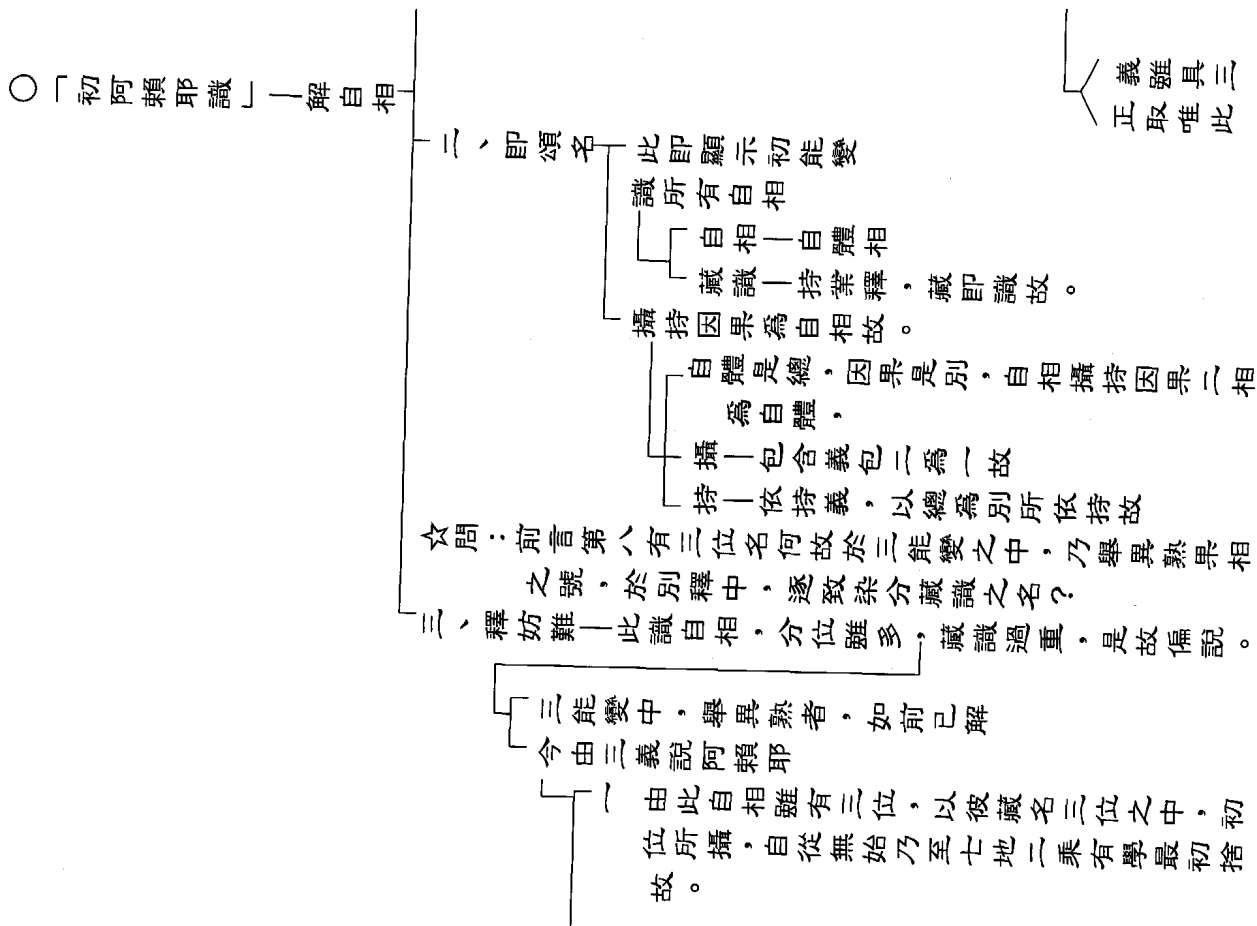 義雖具三
正取唯此
○「初阿賴耶識」—解自相
二、即頌名
此即顯示初能變
識所有自相
自相—自體相
藏識—持業釋，藏即識故。
攝持因果為自相故。
自體是總，因果是別，自相攝持因果二相
為自體，
攝—包含義包二為一故
持—依持義，以總為別所依持故
☆問：前言第八有三位名何故於三能變之中，乃舉異熟果相
之號，於別釋中，逐致染分藏識之名？
三、釋妨難—此識自相，分位雖多，藏識過重，是故偏說。
三能變中，舉異熟者，如前已解
今由三義說阿賴耶
一 由此自相雖有三位，以彼藏名三位之中，初
位所攝，自從無始乃至七地二乘有學最初捨
故。